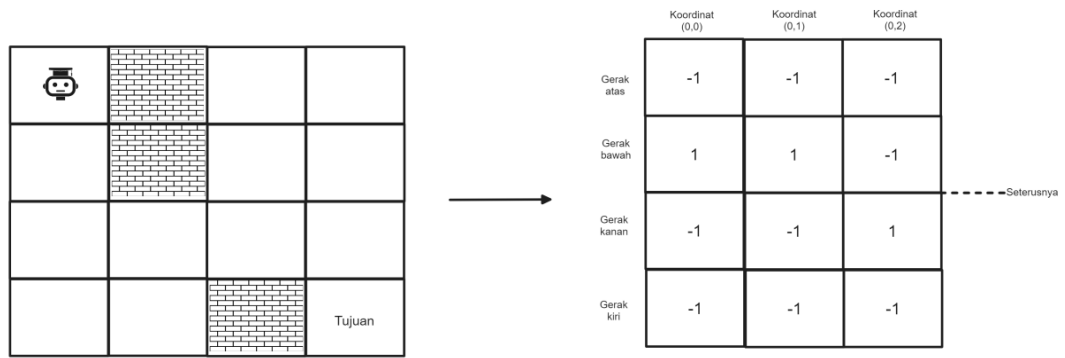 Koordinat
(0,0)
Koordinat
(0,1)
Koordinat
(0,2)
Gerak
atas
-1
-1
-1
Gerak
bawah
1
1
-1
Seterusnya
Gerak
kanan
-1
-1
1
Gerak
kiri
-1
-1
-1
Tujuan